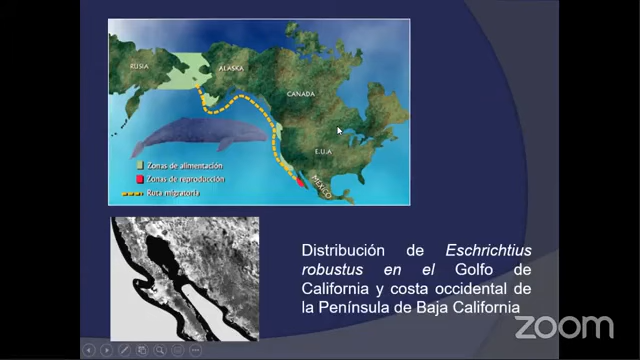 RUSIA
ALASKA
CANADA
E.U.A
MÉXICO
Zonas de alimentación
Zonas de reproducción
Ruta migratoria
Distribución de Eschrichtius
robustus en el Golfo de
California y costa occidental de
la Península de Baja California
zoom